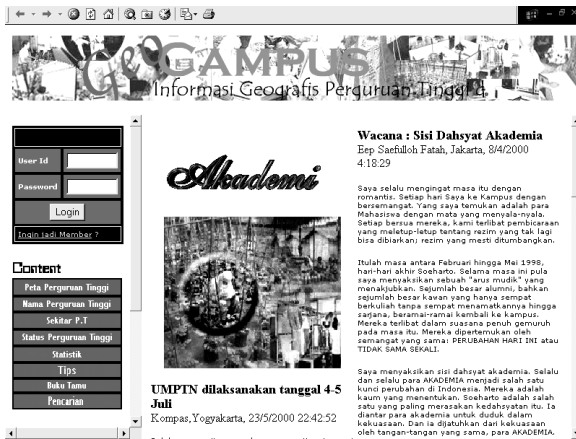 GeoCampus
Informasi Geografis Perguruan Tinggi
User Id
Password
Login
Ingin jadi Member ?
Content
Peta Perguruan Tinggi
Nama Perguruan Tinggi
Sekitar P.T
Status Perguruan Tinggi
Statistik
Tips
Buku Tamu
Pencarian
Akademi
UMPTN dilaksanakan tanggal 4-5
Juli
Kompas,Yogyakarta, 23/5/2000 22:42:52
Wacana : Sisi Dahsyat Akademia
Eep Saefulloh Fatah, Jakarta, 8/4/2000
4:18:29
Saya selalu mengingat masa itu dengan
romantis. Setiap hari Saya ke Kampus dengan
bersemangat. Yang saya temukan adalah para
Mahasiswa dengan mata yang menyala-nyala.
Setiap bersua mereka, kami terlibat pembicaraan
yang meletup-letup tentang rezim yang tak lagi
bisa dibiarkan; rezim yang mesti ditumbangkan.
Itulah masa antara Februari hingga Mei 1998,
hari-hari akhir Soeharto. Selama masa ini pula
saya menyaksikan sebuah "arus mudik" yang
menakjubkan. Sejumlah besar alumni, bahkan
sejumlah besar kawan yang hanya sempat
berkuliah tanpa sempat menamatkannya hingga
sarjana, beramai-ramai kembali ke kampus.
Mereka terlibat dalam suasana penuh gemuruh
pada masa itu. Mereka dipertemukan oleh
semangat yang sama: PERUBAHAN HARI INI atau
TIDAK SAMA SEKALI.
Saya menyaksikan sisi dahsyat akademia. Selalu
dan selalu para AKADEMIA menjadi salah satu
kunci perubahan di Indonesia. Mereka adalah
kaum yang menentukan. Soeharto adalah salah
satu yang paling merasakan kedahsyatan itu. Ia
diantar para akademia untuk duduk dalam
kekuasaan. Dan ia dijatuhkan dari kekuasaan
oleh tangan-tangan yang sama, para AKADEMIA.